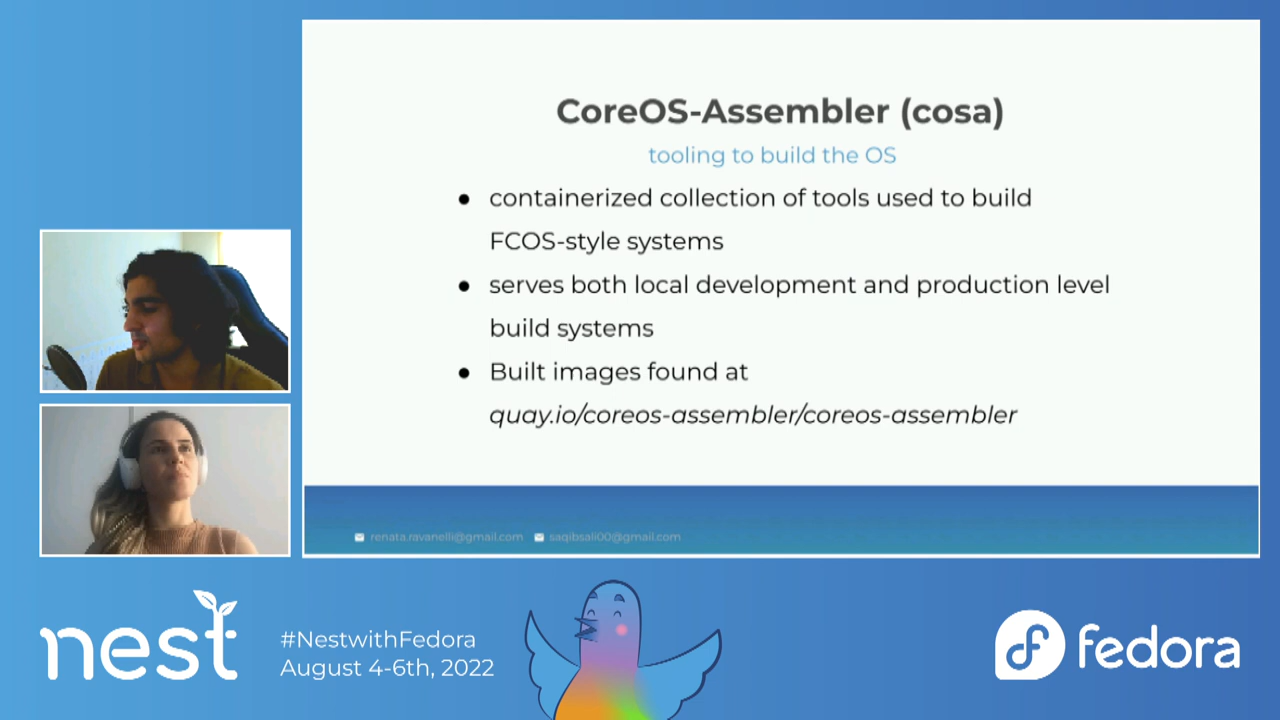 CoreOS-Assembler (cosa)
tooling to build the OS
● containerized collection of tools used to build
FCOS-style systems
● serves both local development and production level
build systems
● Built images found at
quay.io/coreos-assembler/coreos-assembler
renata.ravanelli@gmail.com saqibsali00@gmail.com
nest
#NestwithFedora
August 4-6th, 2022
fedora